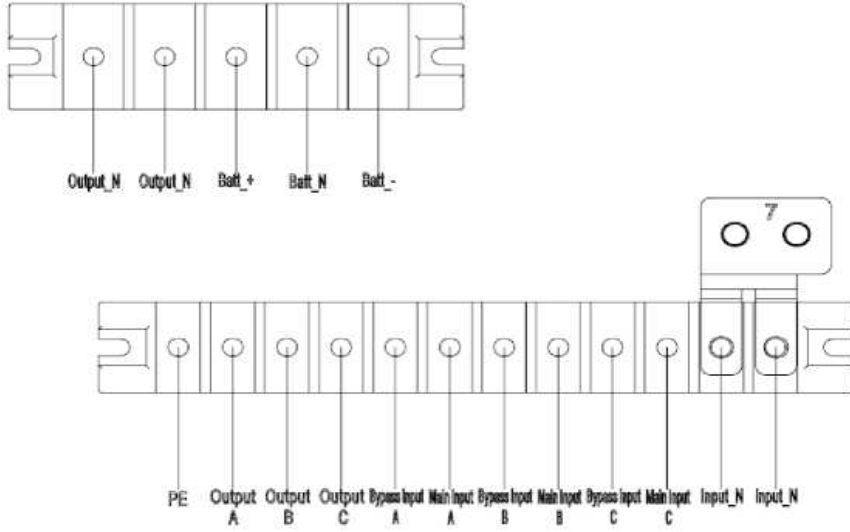 Output_N Output_N Batt_+ Batt_N Batt_-
7
PE Output A Output B Output C Bypass Input A Main Input A Bypass Input B Main Input B Bypass Input C Main Input C Input_N Input_N